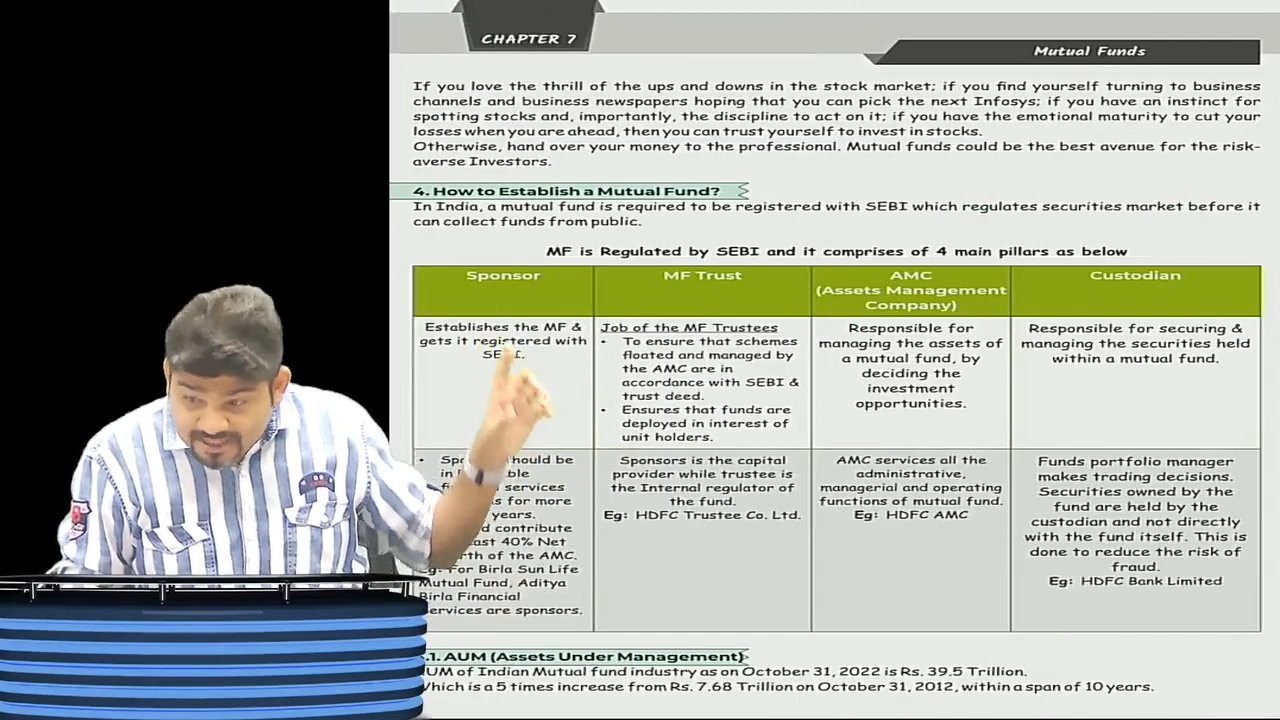 CHAPTER 7
Mutual Funds
If you love the thrill of the ups and downs in the stock market; if you find yourself turning to business
channels and business newspapers hoping that you can pick the next Infosys; if you have an instinct for
spotting stocks and, importantly, the discipline to act on it; if you have the emotional maturity to cut your
losses when you are ahead, then you can trust yourself to invest in stocks.
Otherwise, hand over your money to the professional. Mutual funds could be the best avenue for the risk-
averse Investors.
4. How to Establish a Mutual Fund?
In India, a mutual fund is required to be registered with SEBI which regulates securities market before it
can collect funds from public.
MF is Regulated by SEBI and it comprises of 4 main pillars as below
Sponsor
Establishes the MF &
gets it registered with
MF Trust
Job of the MF Trustees
• To ensure that schemes
floated and managed by
the AMC are in
accordance with SEBI &
trust deed.
• Ensures that funds are
deployed in interest of
unit holders.
AMC
(Assets Management
Company)
Responsible for
managing the assets of
a mutual fund, by
deciding the
investment
opportunities.
Custodian
Responsible for securing &
managing the securities held
within a mutual fund.
• be
in
services
for more
years.
contribute
40% Net
of the AMC.
Eg: For Birla Sun Life
Mutual Fund, Aditya
Birla Financial
Services are sponsors.
Sponsors is the capital
provider while trustee is
the Internal regulator of
the fund.
Eg: HDFC Trustee Co. Ltd.
AMC services all the
administrative,
managerial and operating
functions of mutual fund.
Eg: HDFC AMC
Funds portfolio manager
makes trading decisions.
Securities owned by the
fund are held by the
custodian and not directly
with the fund itself. This is
done to reduce the risk of
fraud.
Eg: HDFC Bank Limited
.1. AUM (Assets Under Management)
AUM of Indian Mutual fund industry as on October 31, 2022 is Rs. 39.5 Trillion.
Which is a 5 times increase from Rs. 7.68 Trillion on October 31, 2012, within a span of 10 years.